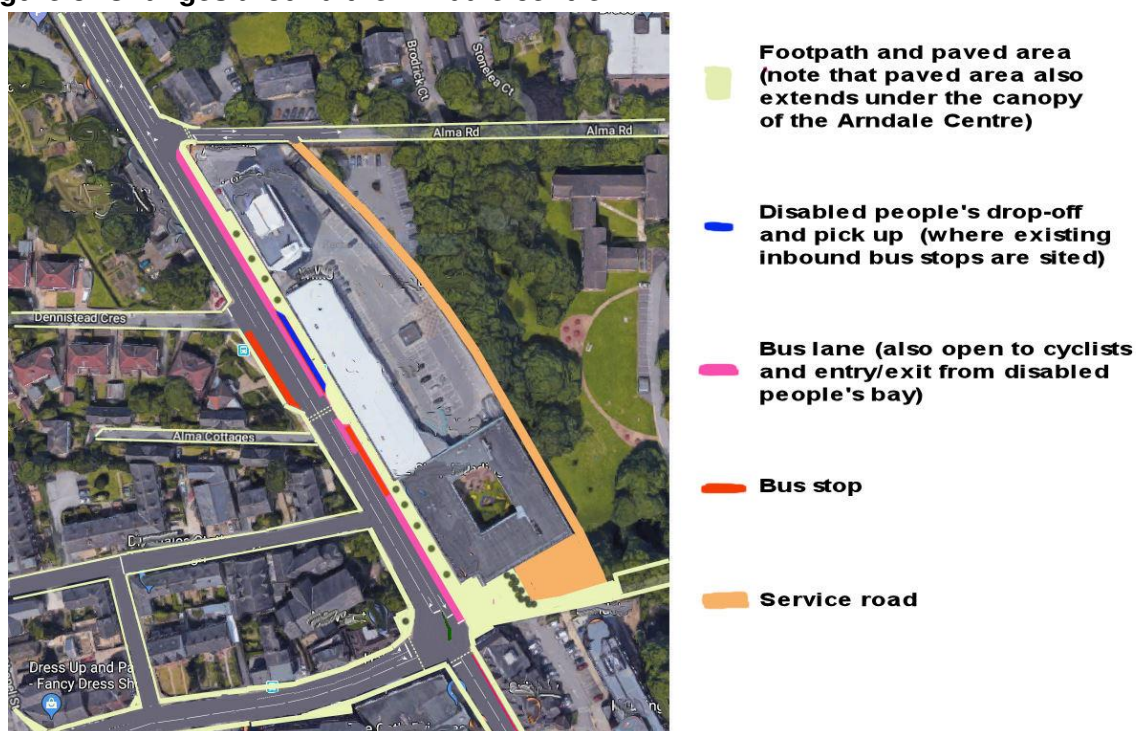 Brodrick Ct
Stonelea Ct
Alma Rd
Alma Rd
Dennistead Cres
Alma Cottages
Dress Up and Pa
- Fancy Dress Sh
Footpath and paved area
(note that paved area also
extends under the canopy
of the Arndale Centre)
Disabled people's drop-off
and pick up (where existing
inbound bus stops are sited)
Bus lane (also open to cyclists
and entry/exit from disabled
people's bay)
Bus stop
Service road